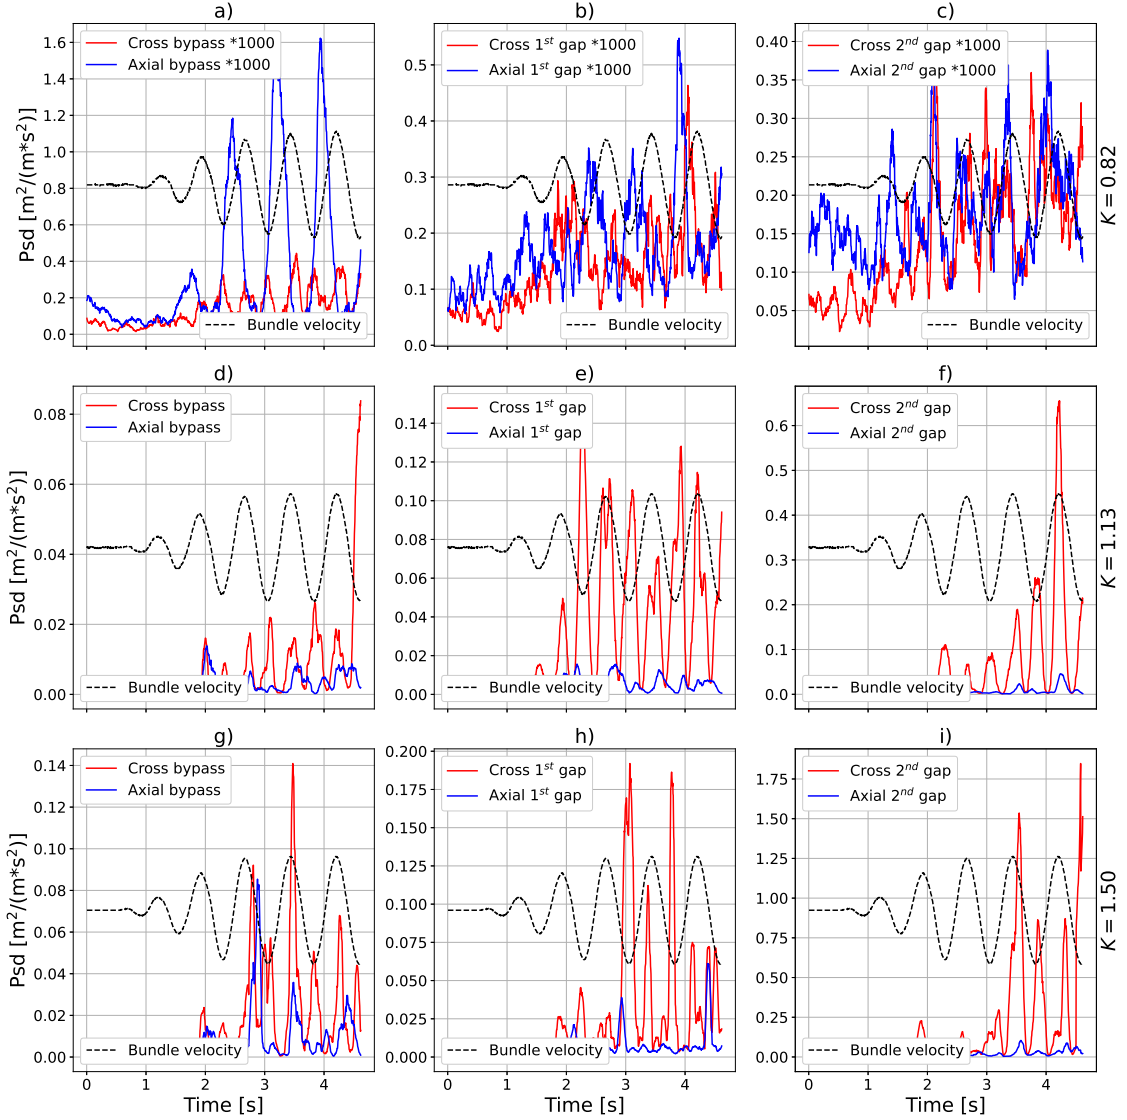 a)
b)
c)
Cross bypass *1000
Axial bypass *1000
Cross 1st gap *1000
Axial 1st gap *1000
Cross 2nd gap *1000
Axial 2nd gap *1000
1.6
1.4
1.2
1.0
0.8
0.6
0.4
0.2
0.0
0.5
0.4
0.3
0.2
0.1
0.0
0.40
0.35
0.30
0.25
0.20
0.15
0.10
0.05
Psd [m2/(m*s2)]
K = 0.82
Bundle velocity
Bundle velocity
Bundle velocity
0 1 2 3 4
0 1 2 3 4
d)
e)
f)
Cross bypass
Axial bypass
Cross 1st gap
Axial 1st gap
Cross 2nd gap
Axial 2nd gap
0.08
0.06
0.04
0.02
0.00
0.14
0.12
0.10
0.08
0.06
0.04
0.02
0.00
0.6
0.5
0.4
0.3
0.2
0.1
0.0
Psd [m2/(m*s2)]
K = 1.13
Bundle velocity
Bundle velocity
Bundle velocity
g)
h)
i)
Cross bypass
Axial bypass
Cross 1st gap
Axial 1st gap
Cross 2nd gap
Axial 2nd gap
0.14
0.12
0.10
0.08
0.06
0.04
0.02
0.00
0.200
0.175
0.150
0.125
0.100
0.075
0.050
0.025
0.000
1.75
1.50
1.25
1.00
0.75
0.50
0.25
0.00
Psd [m2/(m*s2)]
K = 1.50
Bundle velocity
Bundle velocity
Bundle velocity
0 1 2 3 4
0 1 2 3 4
0 1 2 3 4
Time [s]
Time [s]
Time [s]